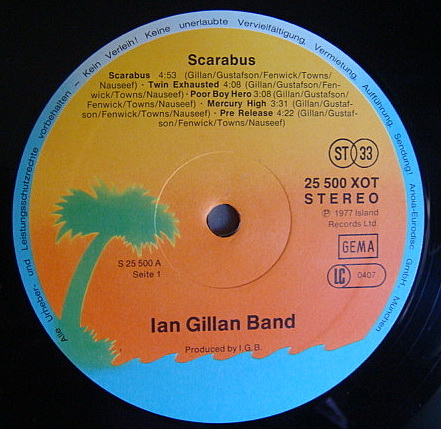 Alle Urheber- und Leistungsschutzrechte vorbehalten – Kein Verleih! Keine unerlaubte Vervielfältigung, Vermietung, Aufführung, Sendung! Ariola-Eurodisc GmbH, München
Scarabus
Scarabus 4:53 (Gillan/Gustafson/Fenwick/Towns/
Nauseef) · Twin Exhausted 4:08 (Gillan/Gustafson/Fen-
wick/Towns/Nauseef) · Poor Boy Hero 3:08 (Gillan/Gustafson/
Fenwick/Towns/Nauseef) · Mercury High 3:31 (Gillan/Gustaf-
son/Fenwick/Towns/Nauseef) · Pre Release 4:22 (Gillan/Gustaf-
son/Fenwick/Towns/Nauseef)
ST 33
25 500 XOT
STEREO
℗ 1977 Island
Records Ltd.
GEMA
LC 0407
S 25 500 A
Seite 1
Ian Gillan Band
Produced by I.G.B.